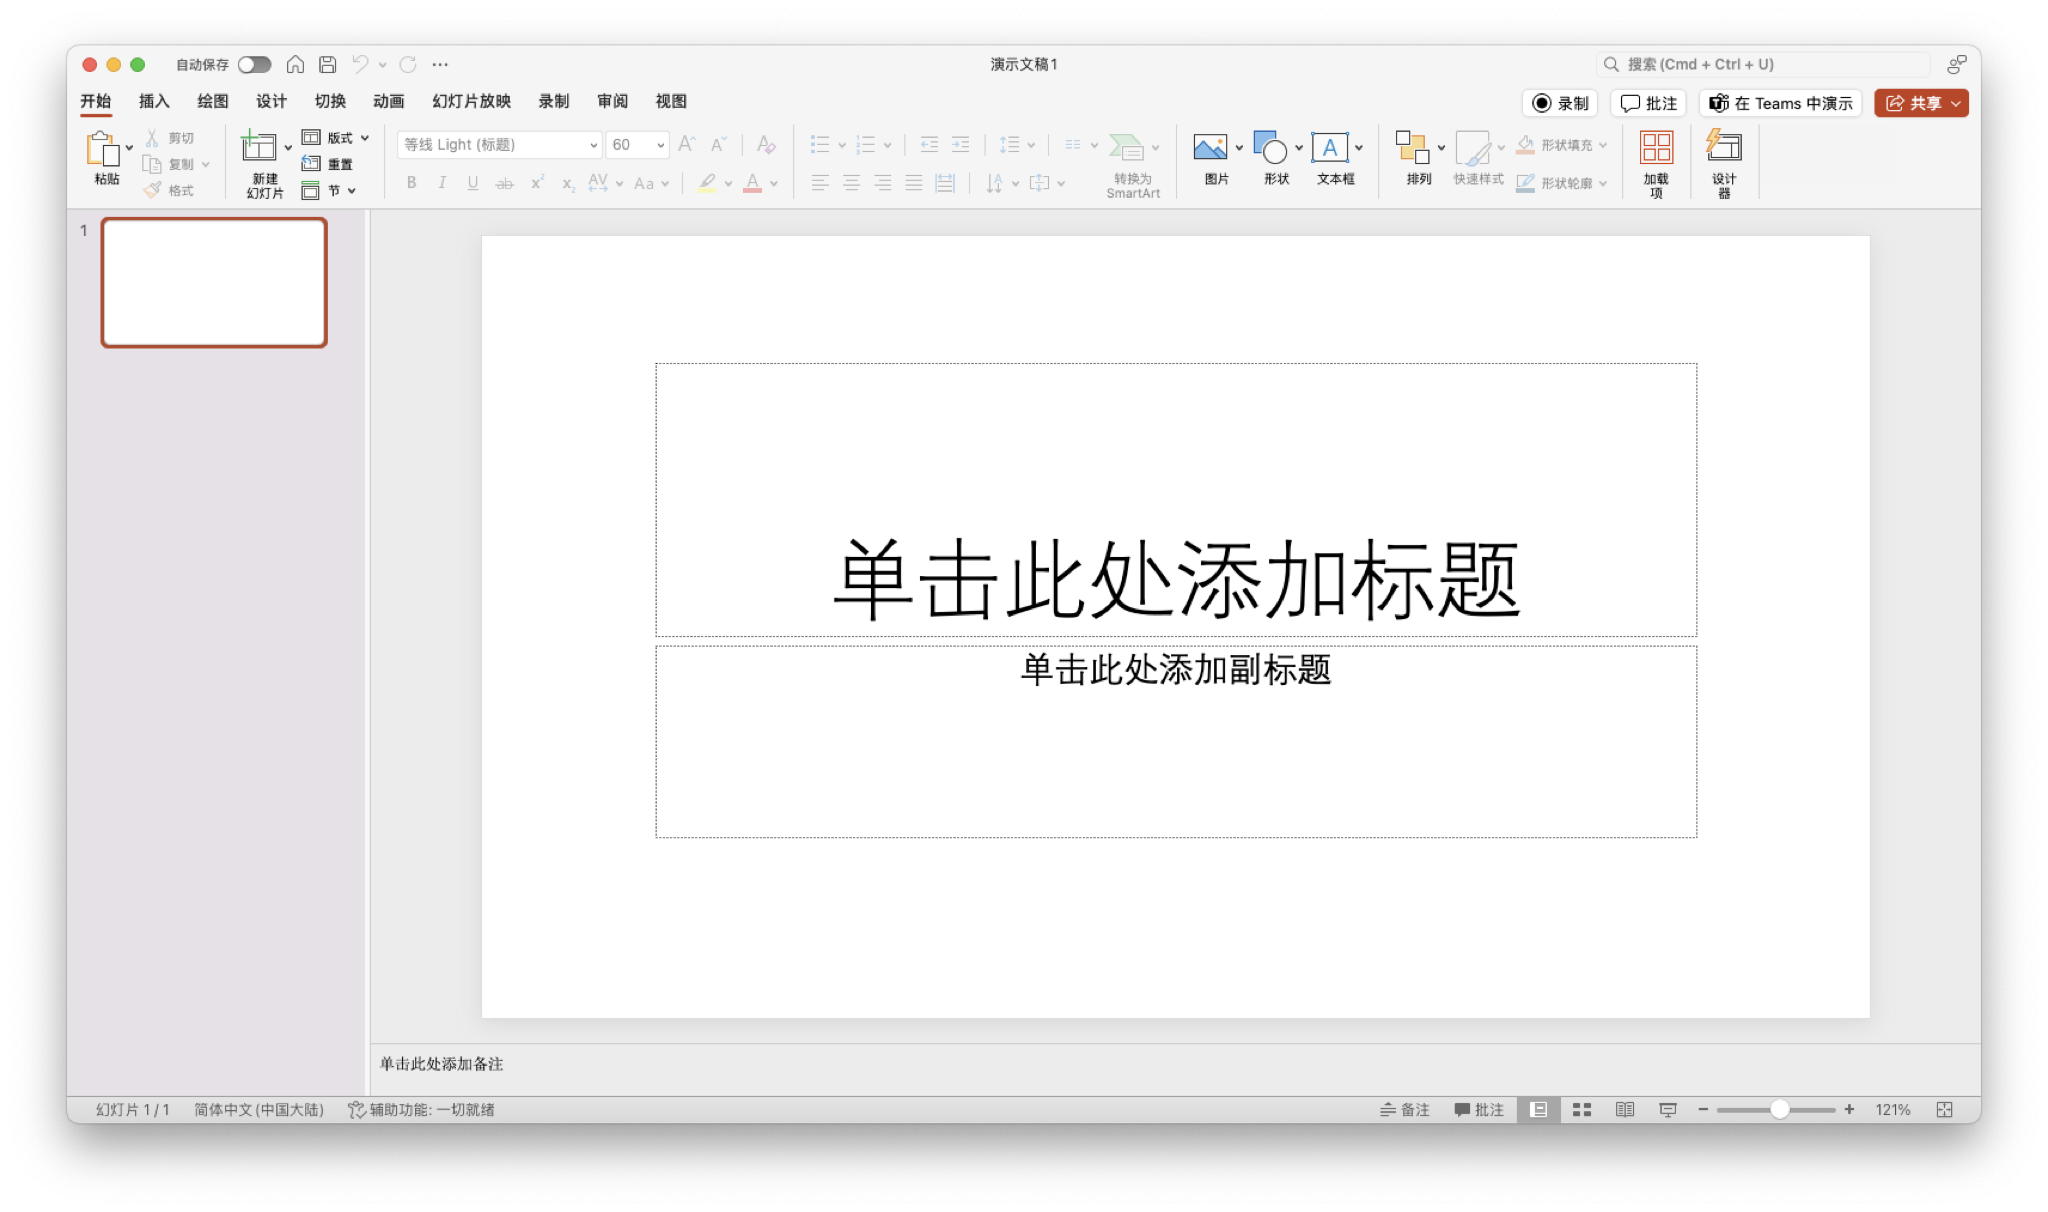 自动保存
演示文稿1
搜索 (Cmd + Ctrl + U)
开始 插入 绘图 设计 切换 动画 幻灯片放映 录制 审阅 视图
录制 批注 在 Teams 中演示 共享
粘贴
剪切
复制
格式
新建
幻灯片
版式
重置
节
等线 Light (标题) 60
转换为
SmartArt
图片 形状 文本框
排列 快速样式
形状填充
形状轮廓
加载
项
设计
器
1
单击此处添加标题
单击此处添加副标题
单击此处添加备注
幻灯片 1 / 1 简体中文 (中国大陆) 辅助功能: 一切就绪 备注 批注 121%